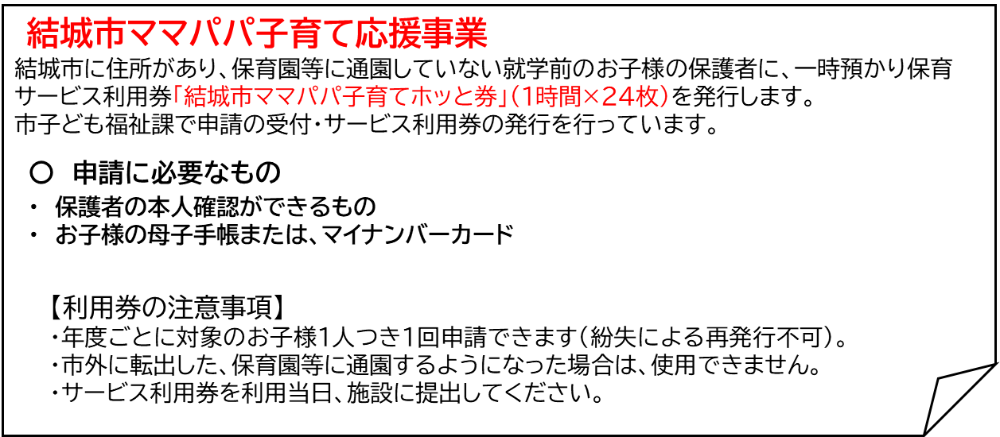 結城市ママパパ子育て応援事業
結城市に住所があり、保育園等に通園していない就学前のお子様の保護者に、一時預かり保育
サービス利用券「結城市ママパパ子育てホッと券」（1時間×24枚）を発行します。
市子ども福祉課で申請の受付・サービス利用券の発行を行っています。
〇　申請に必要なもの
・　保護者の本人確認ができるもの
・　お子様の母子手帳または、マイナンバーカード
【利用券の注意事項】
・年度ごとに対象のお子様1人つき1回申請できます（紛失による再発行不可）。
・市外に転出した、保育園等に通園するようになった場合は、使用できません。
・サービス利用券を利用当日、施設に提出してください。